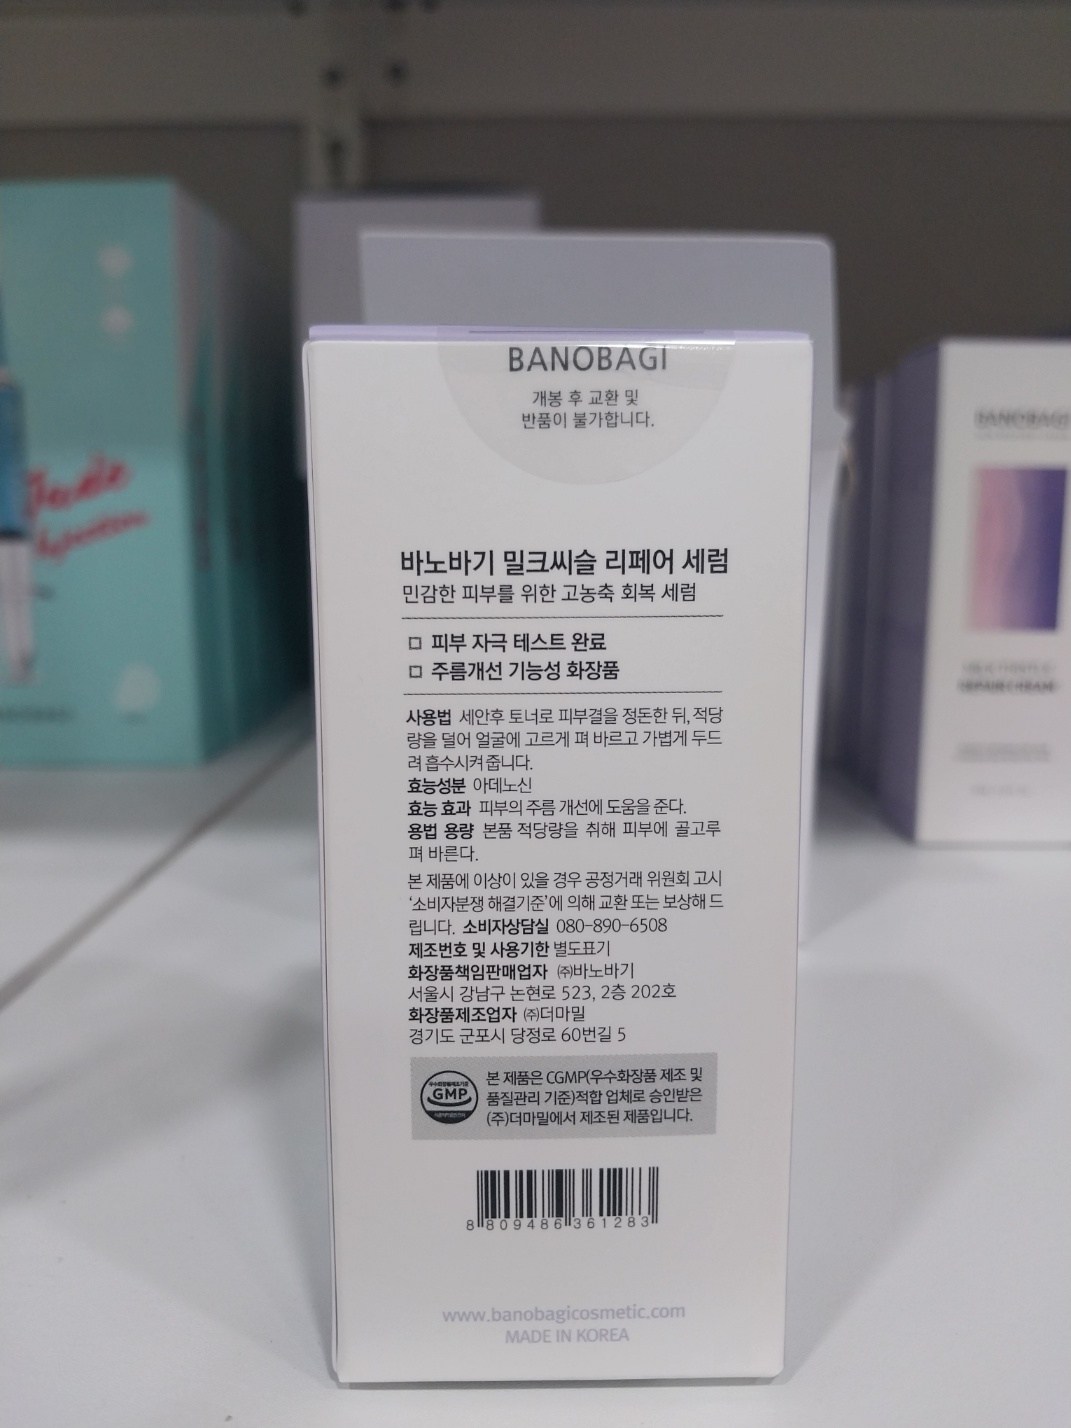 BANOBAGI
개봉 후 교환 및
반품이 불가합니다.
바노바기 밀크씨슬 리페어 세럼
민감한 피부를 위한 고농축 회복 세럼
□ 피부 자극 테스트 완료
□ 주름개선 기능성 화장품
사용법 세안후 토너로 피부결을 정돈한 뒤, 적당
량을 덜어 얼굴에 고르게 펴 바르고 가볍게 두드
려 흡수시켜 줍니다.
효능성분 아데노신
효능 효과 피부의 주름 개선에 도움을 준다.
용법 용량 본품 적당량을 취해 피부에 골고루
펴 바른다.
본 제품에 이상이 있을 경우 공정거래 위원회 고시
‘소비자분쟁 해결기준’에 의해 교환 또는 보상해 드
립니다. 소비자상담실 080-890-6508
제조번호 및 사용기한 별도표기
화장품책임판매업자 ㈜바노바기
서울시 강남구 논현로 523, 2층 202호
화장품제조업자 ㈜더마밀
경기도 군포시 당정로 60번길 5
GMP
본 제품은 CGMP(우수화장품 제조 및
품질관리 기준)적합 업체로 승인받은
(주)더마밀에서 제조된 제품입니다.
8 809486 361283
www.banobagicosmetic.com
MADE IN KOREA
Jade
BANOBAGI
REPAIR CREAM